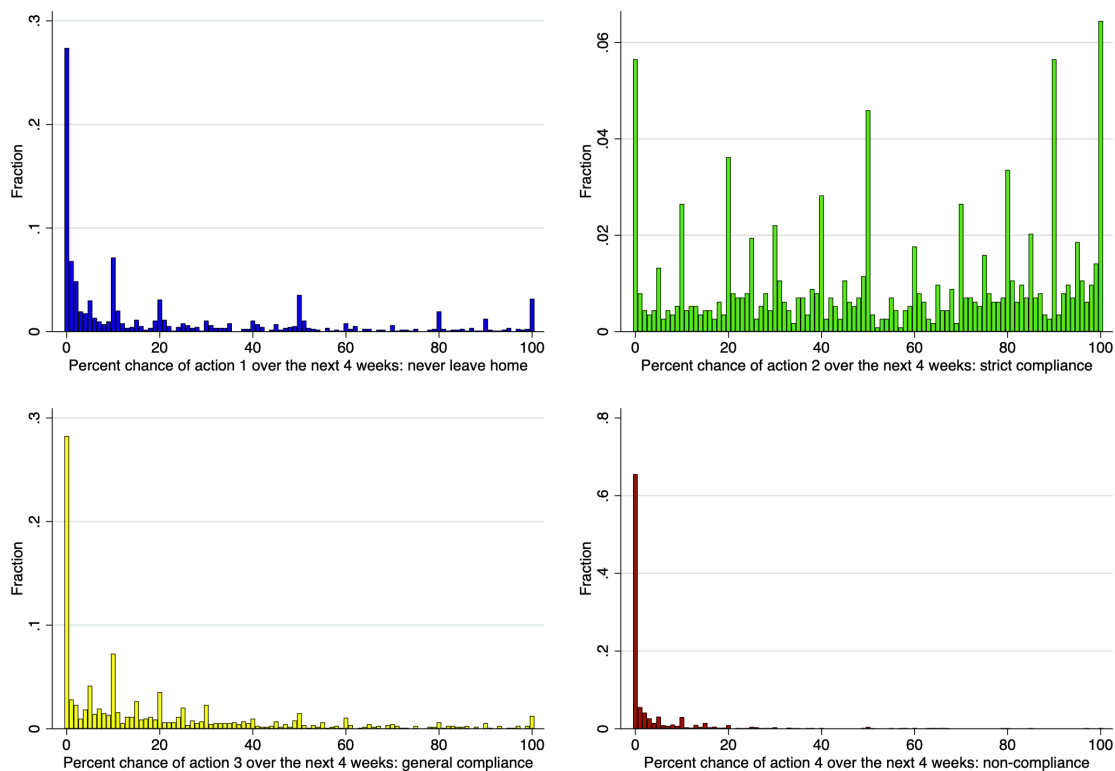 .3
.2
.1
0
Fraction
0 20 40 60 80 100
Percent chance of action 1 over the next 4 weeks: never leave home
.06
.04
.02
0
Fraction
0 20 40 60 80 100
Percent chance of action 2 over the next 4 weeks: strict compliance
.3
.2
.1
0
Fraction
0 20 40 60 80 100
Percent chance of action 3 over the next 4 weeks: general compliance
.8
.6
.4
.2
0
Fraction
0 20 40 60 80 100
Percent chance of action 4 over the next 4 weeks: non-compliance